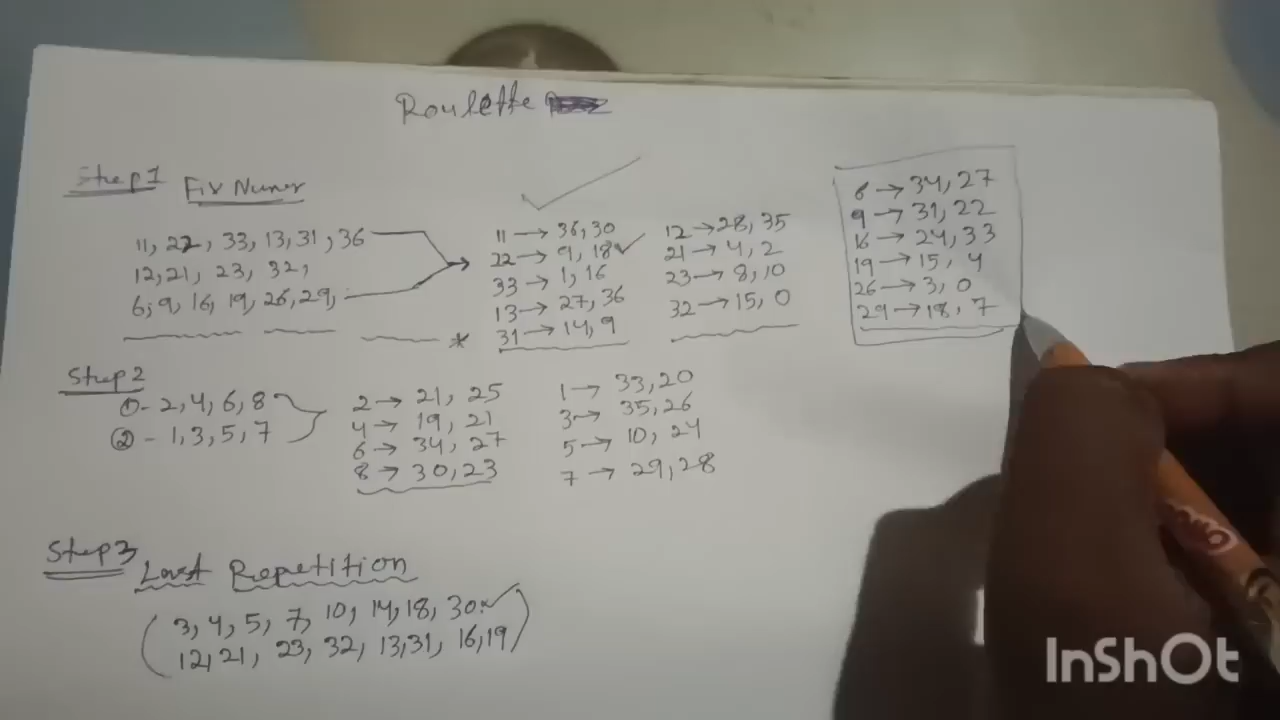 Roulette
Step 1 Fix Numer
11, 22, 33, 13, 31, 36
12, 21, 23, 32,
6, 9, 16, 19, 26, 29,
*
11 → 36, 30
22 → 9, 18 ✓
33 → 1, 16
13 → 27, 36
31 → 14, 9
12 → 28, 35
21 → 4, 2
23 → 8, 10
32 → 15, 0
6 → 34, 27
9 → 31, 22
16 → 24, 33
19 → 15, 4
26 → 3, 0
29 → 18, 7
Step 2
① - 2, 4, 6, 8
② - 1, 3, 5, 7
2 → 21, 25
4 → 19, 21
6 → 34, 27
8 → 30, 23
1 → 33, 20
3 → 35, 26
5 → 10, 24
7 → 29, 28
Step 3 Last Repetition
(3, 4, 5, 7, 10, 14, 18, 30
12, 21, 23, 32, 13, 31, 16, 19)
InShOt